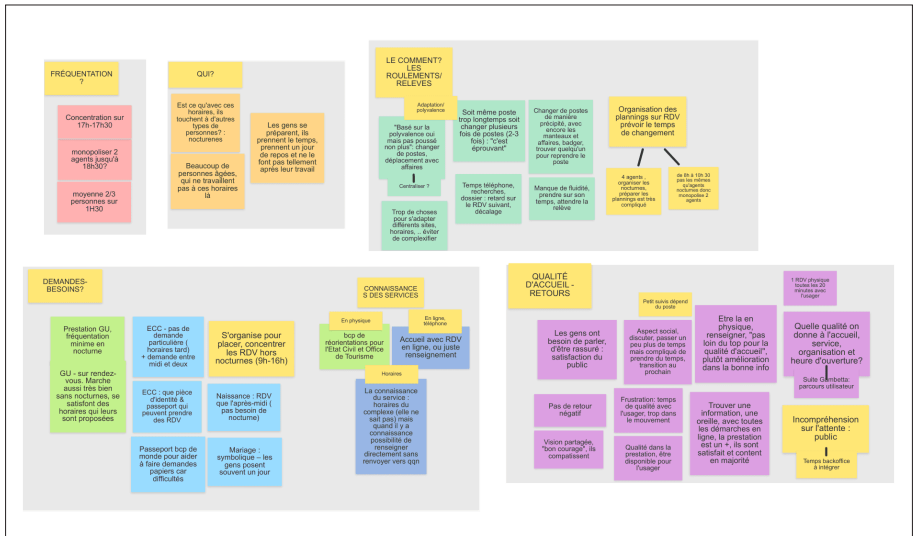 FRÉQUENTATION
?
Concentration sur
17h-17h30
monopoliser 2
agents jusqu'à
18h30?
moyenne 2/3
personnes sur
1H30
QUI?
Est ce qu'avec ces
horaires, ils
touchent à d'autres
types de
personnes? :
nocturenes
Beaucoup de
personnes âgées,
qui ne travaillent
pas à ces horaires
là
Les gens se
préparent, ils
prennent le temps,
prennent un jour
de repos et ne le
font pas tellement
après leur travail
LE COMMENT?
LES
ROULEMENTS/
RELEVES
Adaptation/
polyvalence
"Basé sur la
polyvalence oui
mais pas poussé
non plus": changer
de postes,
déplacement avec
affaires
Centraliser ?
Trop de choses
pour s'adapter
différents sites,
horaires, .. éviter
de complexifier
Soit même poste
trop longtemps soit
changer plusieurs
fois de postes (2-3
fois) : "c'est
éprouvant"
Temps téléphone,
recherches,
dossier : retard sur
le RDV suivant,
décalage
Changer de postes
de manière
précipité, avec
encore les
manteaux et
affaires, badger,
trouver quelqu'un
pour reprendre le
poste
Manque de fluidité,
prendre sur son
temps, attendre la
relève
Organisation des
plannings sur RDV
prévoir le temps
de changement
4 agents ,
organiser les
nocturnes,
préparer les
plannings est très
compliqué
de 8h à 10h 30
pas les mêmes
qu'agents
nocturnes donc
monopolise 2
agents
DEMANDES-
BESOINS?
Prestation GU,
fréquentation
minime en
nocturne
GU - sur rendez-
vous. Marche
aussi très bien
sans nocturnes, se
satisfont des
horaires qui leurs
sont proposées
ECC - pas de
demande
particulière (
horaires tard)
+ demande entre
midi et deux
ECC : que pièce
d'identité &
passeport qui
peuvent prendre
des RDV
Passeport bcp de
monde pour aider
à faire demandes
papiers car
difficultés
S'organise pour
placer, concentrer
les RDV hors
nocturnes (9h-16h)
Naissance : RDV
que l'après-midi (
pas besoin de
nocturne)
Mariage :
symbolique – les
gens posent
souvent un jour
CONNAISSANCE
S DES SERVICES
En physique
bcp de
réorientations pour
l'Etat Civil et Office
de Tourisme
En ligne,
téléphone
Accueil avec RDV
en ligne, ou juste
renseignement
Horaires
La connaissance
du service :
horaires du
complexe (elle ne
sait pas) mais
quand il y a
connaissance
possibilité de
renseigner
directement sans
renvoyer vers qqn
QUALITÉ
D'ACCUEIL -
RETOURS
Les gens ont
besoin de parler,
d'être rassuré :
satisfaction du
public
Pas de retour
négatif
Vision partagée,
"bon courage", ils
compatissent
Petit suivis dépend
du poste
Aspect social,
discuter, passer un
peu plus de temps
mais compliqué de
prendre du temps,
transition au
prochain
Frustration: temps
de qualité avec
l'usager, trop dans
le mouvement
Qualité dans la
prestation, être
disponible pour
l'usager
Etre la en
physique,
renseigner, "pas
loin du top pour la
qualité d'accueil",
plutôt amélioration
dans la bonne info
Trouver une
information, une
oreille, avec toutes
les démarches en
ligne, la prestation
est un +, ils sont
satisfait et content
en majorité
1 RDV physique
toutes les 20
minutes avec
l'usager
Quelle qualité on
donne à l'accueil,
service,
organisation et
heure d'ouverture?
Suite Gambetta:
parcours utilisateur
Incompréhension
sur l'attente :
public
Temps backoffice
à intégrer